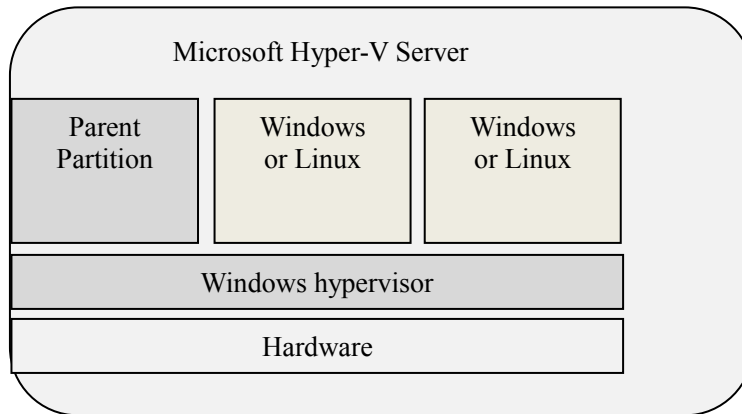 Microsoft Hyper-V Server
Parent
Partition
Windows
or Linux
Windows
or Linux
Windows hypervisor
Hardware